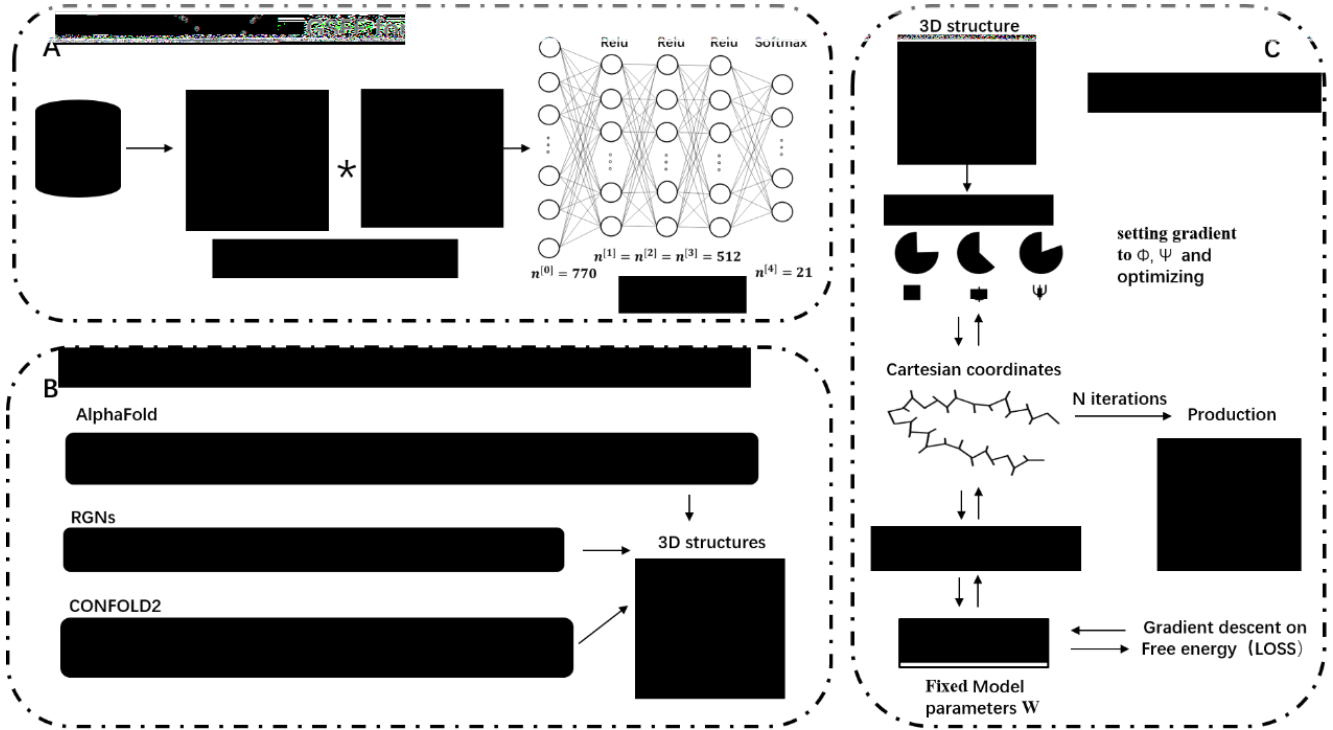 A
Relu Relu Relu Softmax
*
n[0] = 770
n[1] = n[2] = n[3] = 512
n[4] = 21
B
AlphaFold
RGNs
CONFOLD2
3D structures
3D structure
C
setting gradient
to Φ, Ψ and
optimizing
Ψ
Cartesian coordinates
N iterations
Production
Gradient descent on
Free energy（LOSS）
Fixed Model
parameters W